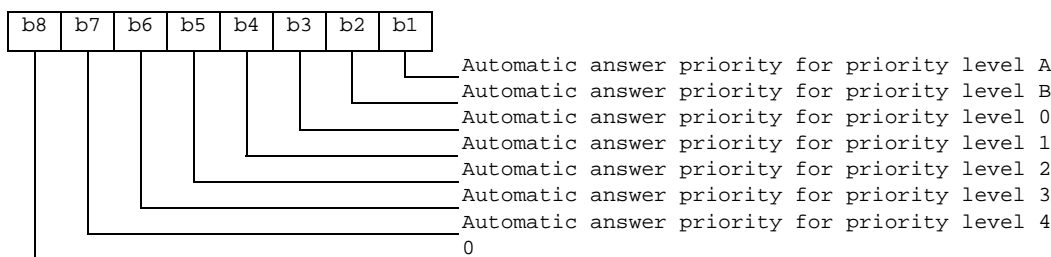 b8 b7 b6 b5 b4 b3 b2 b1
Automatic answer priority for priority level A
Automatic answer priority for priority level B
Automatic answer priority for priority level 0
Automatic answer priority for priority level 1
Automatic answer priority for priority level 2
Automatic answer priority for priority level 3
Automatic answer priority for priority level 4
0